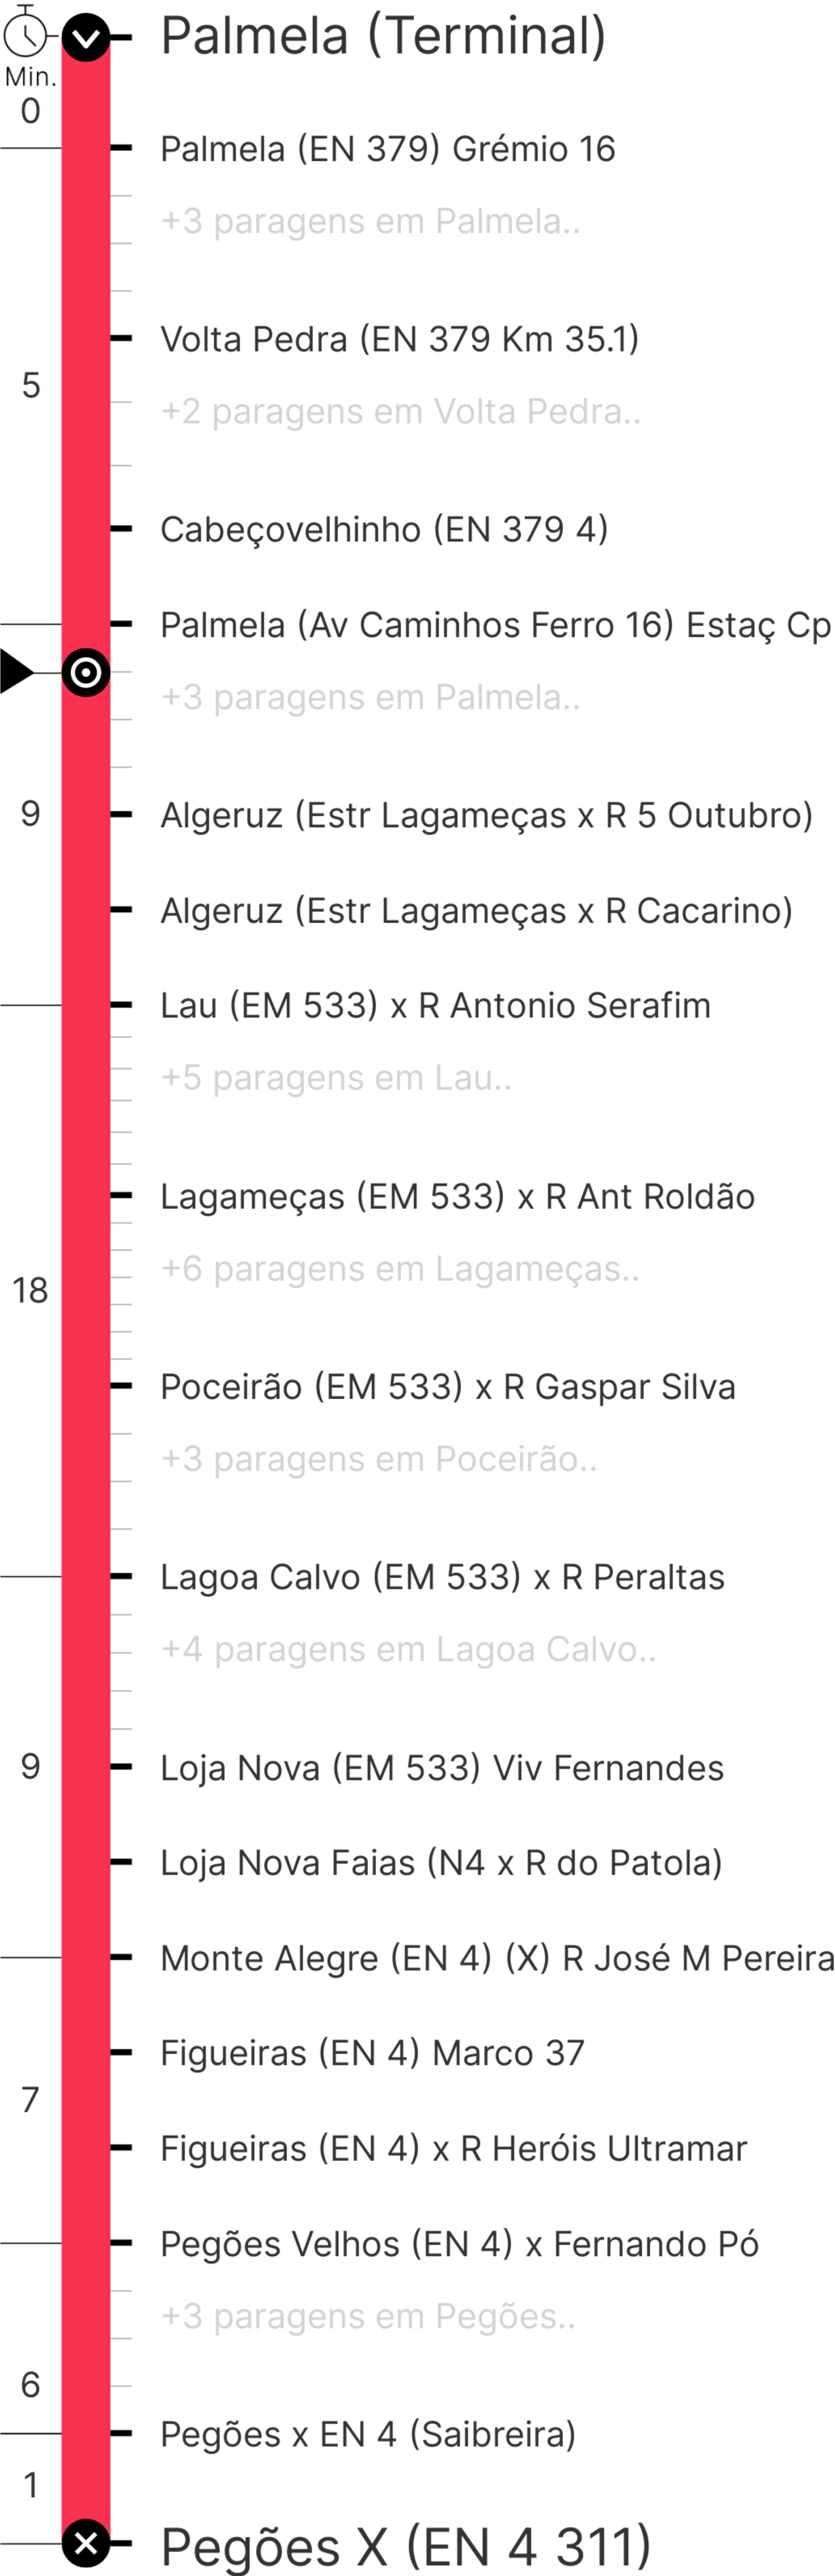 Palmela (Terminal)
Min.
0
Palmela (EN 379) Grémio 16
+3 paragens em Palmela..
Volta Pedra (EN 379 Km 35.1)
5
+2 paragens em Volta Pedra..
Cabeçovelhinho (EN 379 4)
Palmela (Av Caminhos Ferro 16) Estaç Cp
+3 paragens em Palmela..
9
Algeruz (Estr Lagameças x R 5 Outubro)
Algeruz (Estr Lagameças x R Cacarino)
Lau (EM 533) x R Antonio Serafim
+5 paragens em Lau..
Lagameças (EM 533) x R Ant Roldão
+6 paragens em Lagameças..
18
Poceirão (EM 533) x R Gaspar Silva
+3 paragens em Poceirão..
Lagoa Calvo (EM 533) x R Peraltas
+4 paragens em Lagoa Calvo..
9
Loja Nova (EM 533) Viv Fernandes
Loja Nova Faias (N4 x R do Patola)
Monte Alegre (EN 4) (X) R José M Pereira
Figueiras (EN 4) Marco 37
7
Figueiras (EN 4) x R Heróis Ultramar
Pegões Velhos (EN 4) x Fernando Pó
+3 paragens em Pegões..
6
Pegões x EN 4 (Saibreira)
1
Pegões X (EN 4 311)